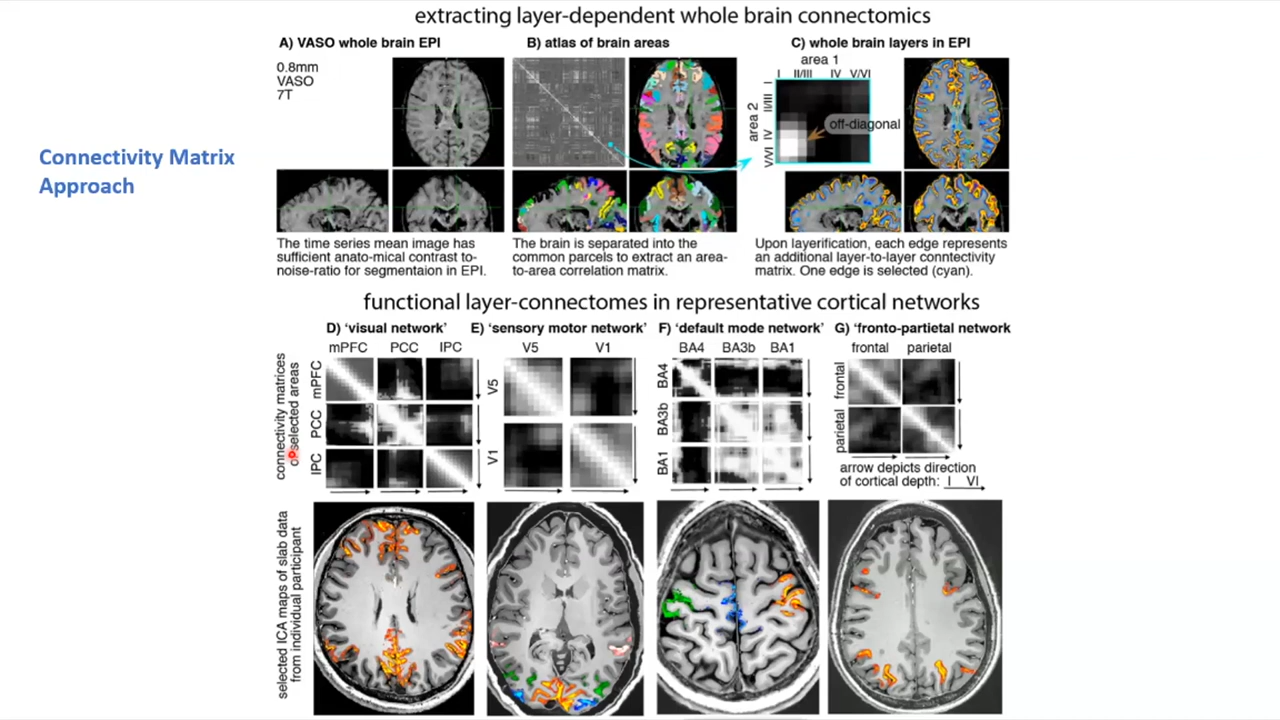 extracting layer-dependent whole brain connectomics
A) VASO whole brain EPI
0.8mm
VASO
7T
The time series mean image has
sufficient anato-mical contrast to-
noise-ratio for segmentaion in EPI.
B) atlas of brain areas
The brain is separated into the
common parcels to extract an area-
to-area correlation matrix.
C) whole brain layers in EPI
area 1
I II/III IV V/VI
area 2
I
II/III
IV
V/VI
off-diagonal
Upon layerification, each edge represents
an additional layer-to-layer conntectivity
matrix. One edge is selected (cyan).
Connectivity Matrix
Approach
functional layer-connectomes in representative cortical networks
connectivity matrices
of selected areas
D) ‘visual network’
mPFC PCC IPC
mPFC
PCC
IPC
E) ‘sensory motor network’
V5 V1
V5
V1
F) ‘default mode network’
BA4 BA3b BA1
BA4
BA3b
BA1
G) ‘fronto-partietal network
frontal parietal
frontal
parietal
arrow depicts direction
of cortical depth: I VI
selected ICA maps of slab data
from individual participant